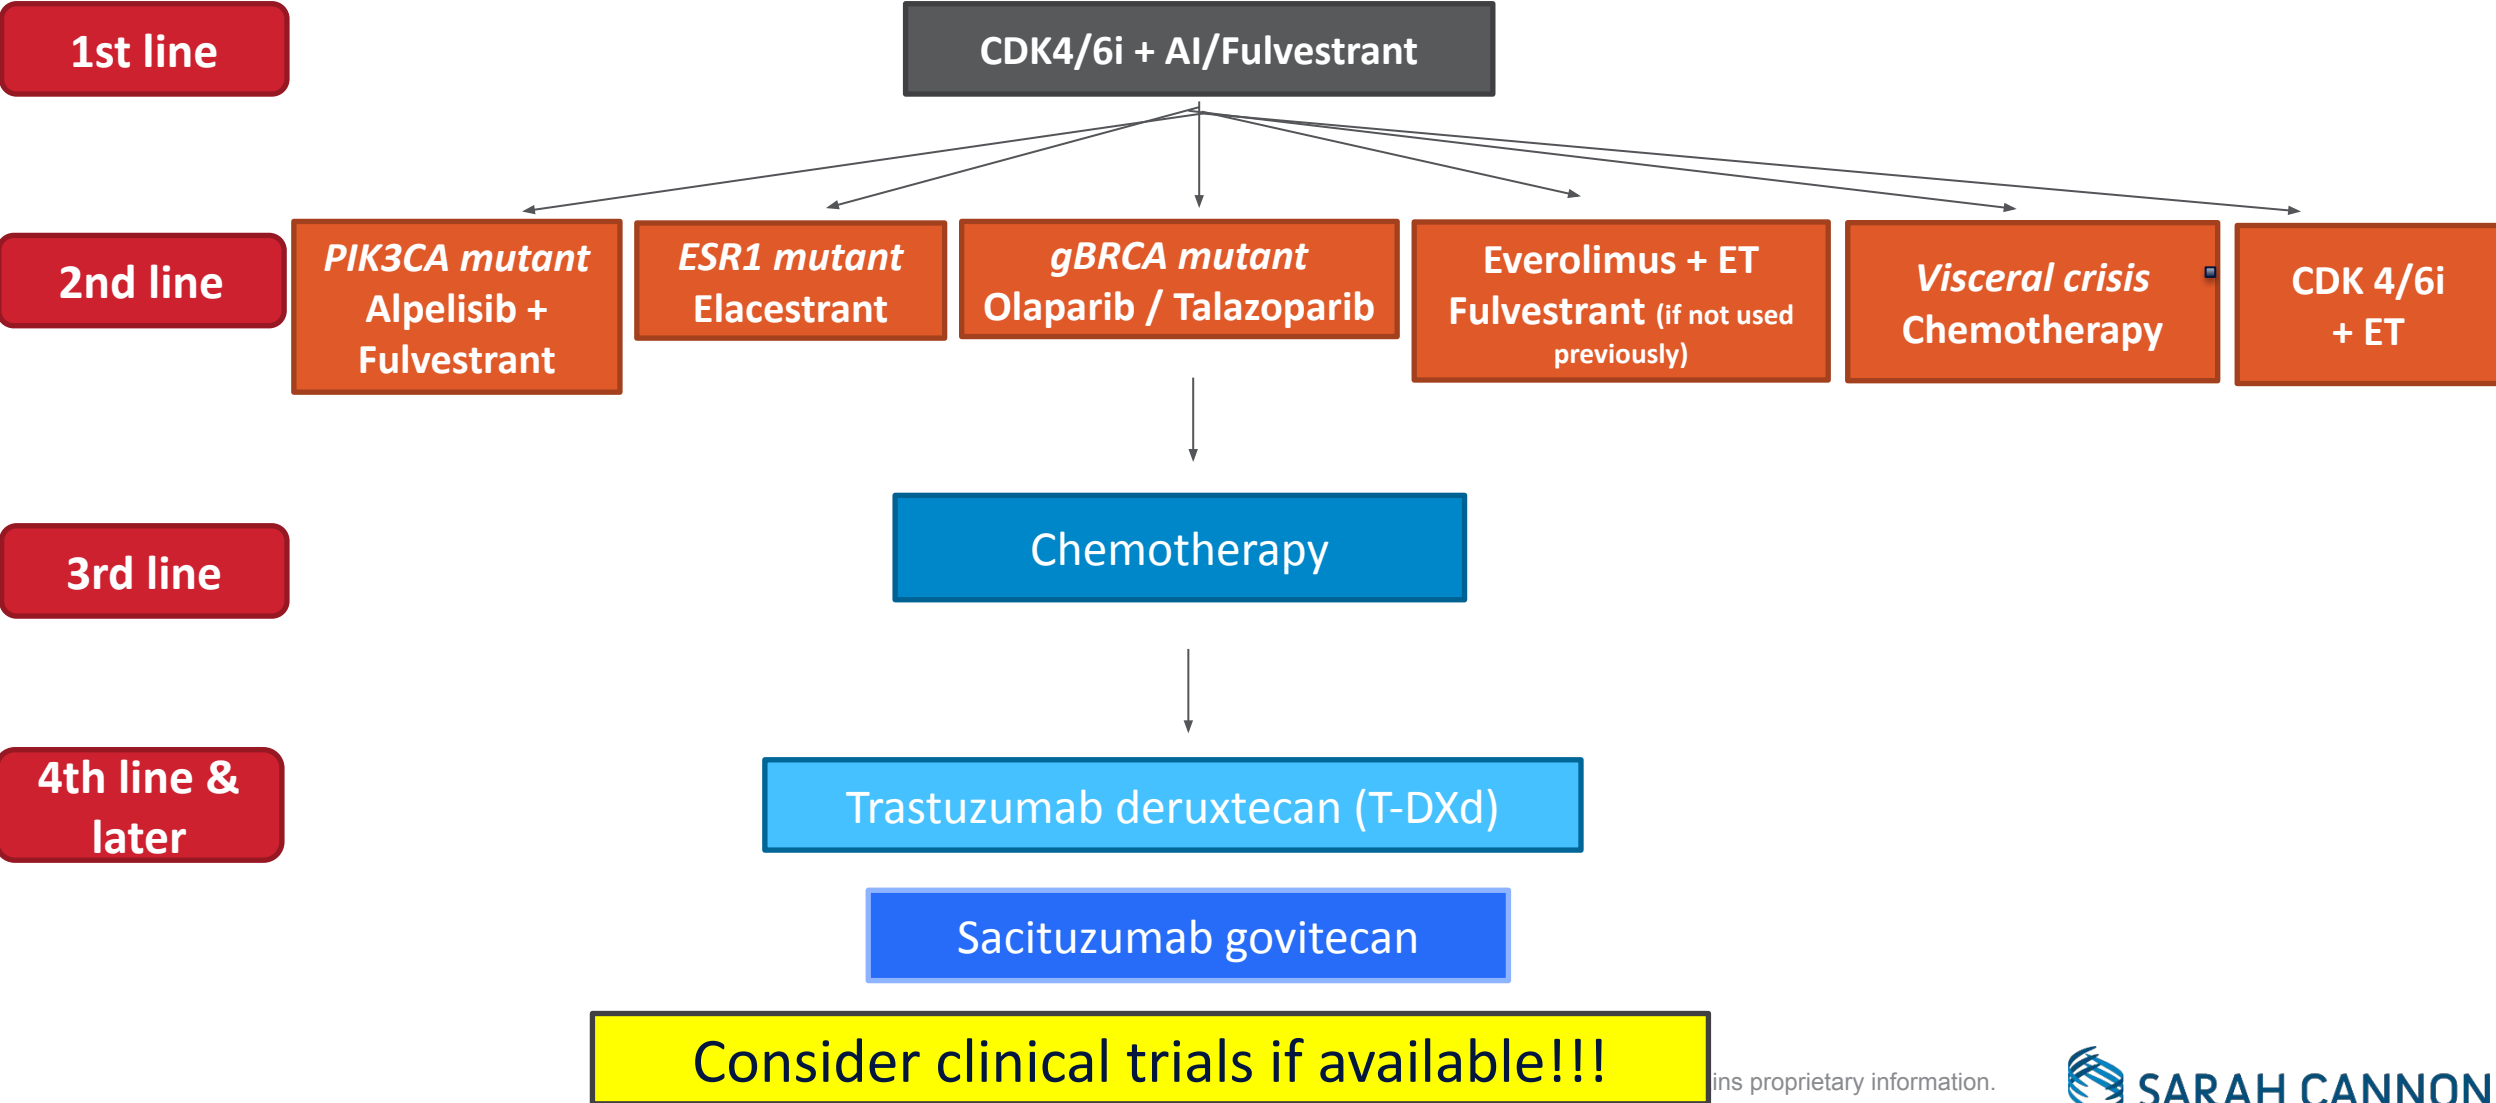 1st line
CDK4/6i + AI/Fulvestrant
2nd line
PIK3CA mutant
Alpelisib +
Fulvestrant
ESR1 mutant
Elacestrant
gBRCA mutant
Olaparib / Talazoparib
Everolimus + ET
Fulvestrant (if not used
previously)
Visceral crisis
Chemotherapy
CDK 4/6i
+ ET
3rd line
Chemotherapy
4th line &
later
Trastuzumab deruxtecan (T-DXd)
Sacituzumab govitecan
Consider clinical trials if available!!!
ins proprietary information.
SARAH CANNON